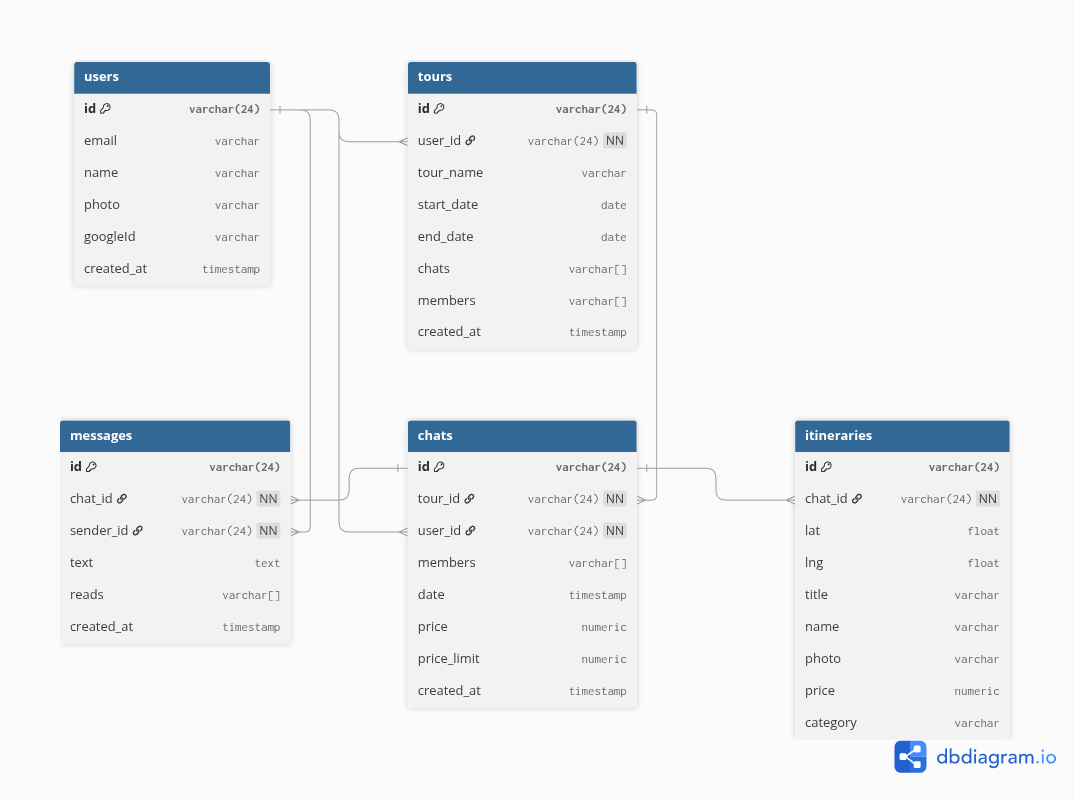 users
id varchar(24)
email varchar
name varchar
photo varchar
googleId varchar
created_at timestamp
tours
id varchar(24)
user_id varchar(24) NN
tour_name varchar
start_date date
end_date date
chats varchar[]
members varchar[]
created_at timestamp
messages
id varchar(24)
chat_id varchar(24) NN
sender_id varchar(24) NN
text text
reads varchar[]
created_at timestamp
chats
id varchar(24)
tour_id varchar(24) NN
user_id varchar(24) NN
members varchar[]
date timestamp
price numeric
price_limit numeric
created_at timestamp
itineraries
id varchar(24)
chat_id varchar(24) NN
lat float
lng float
title varchar
name varchar
photo varchar
price numeric
category varchar
dbdiagram.io